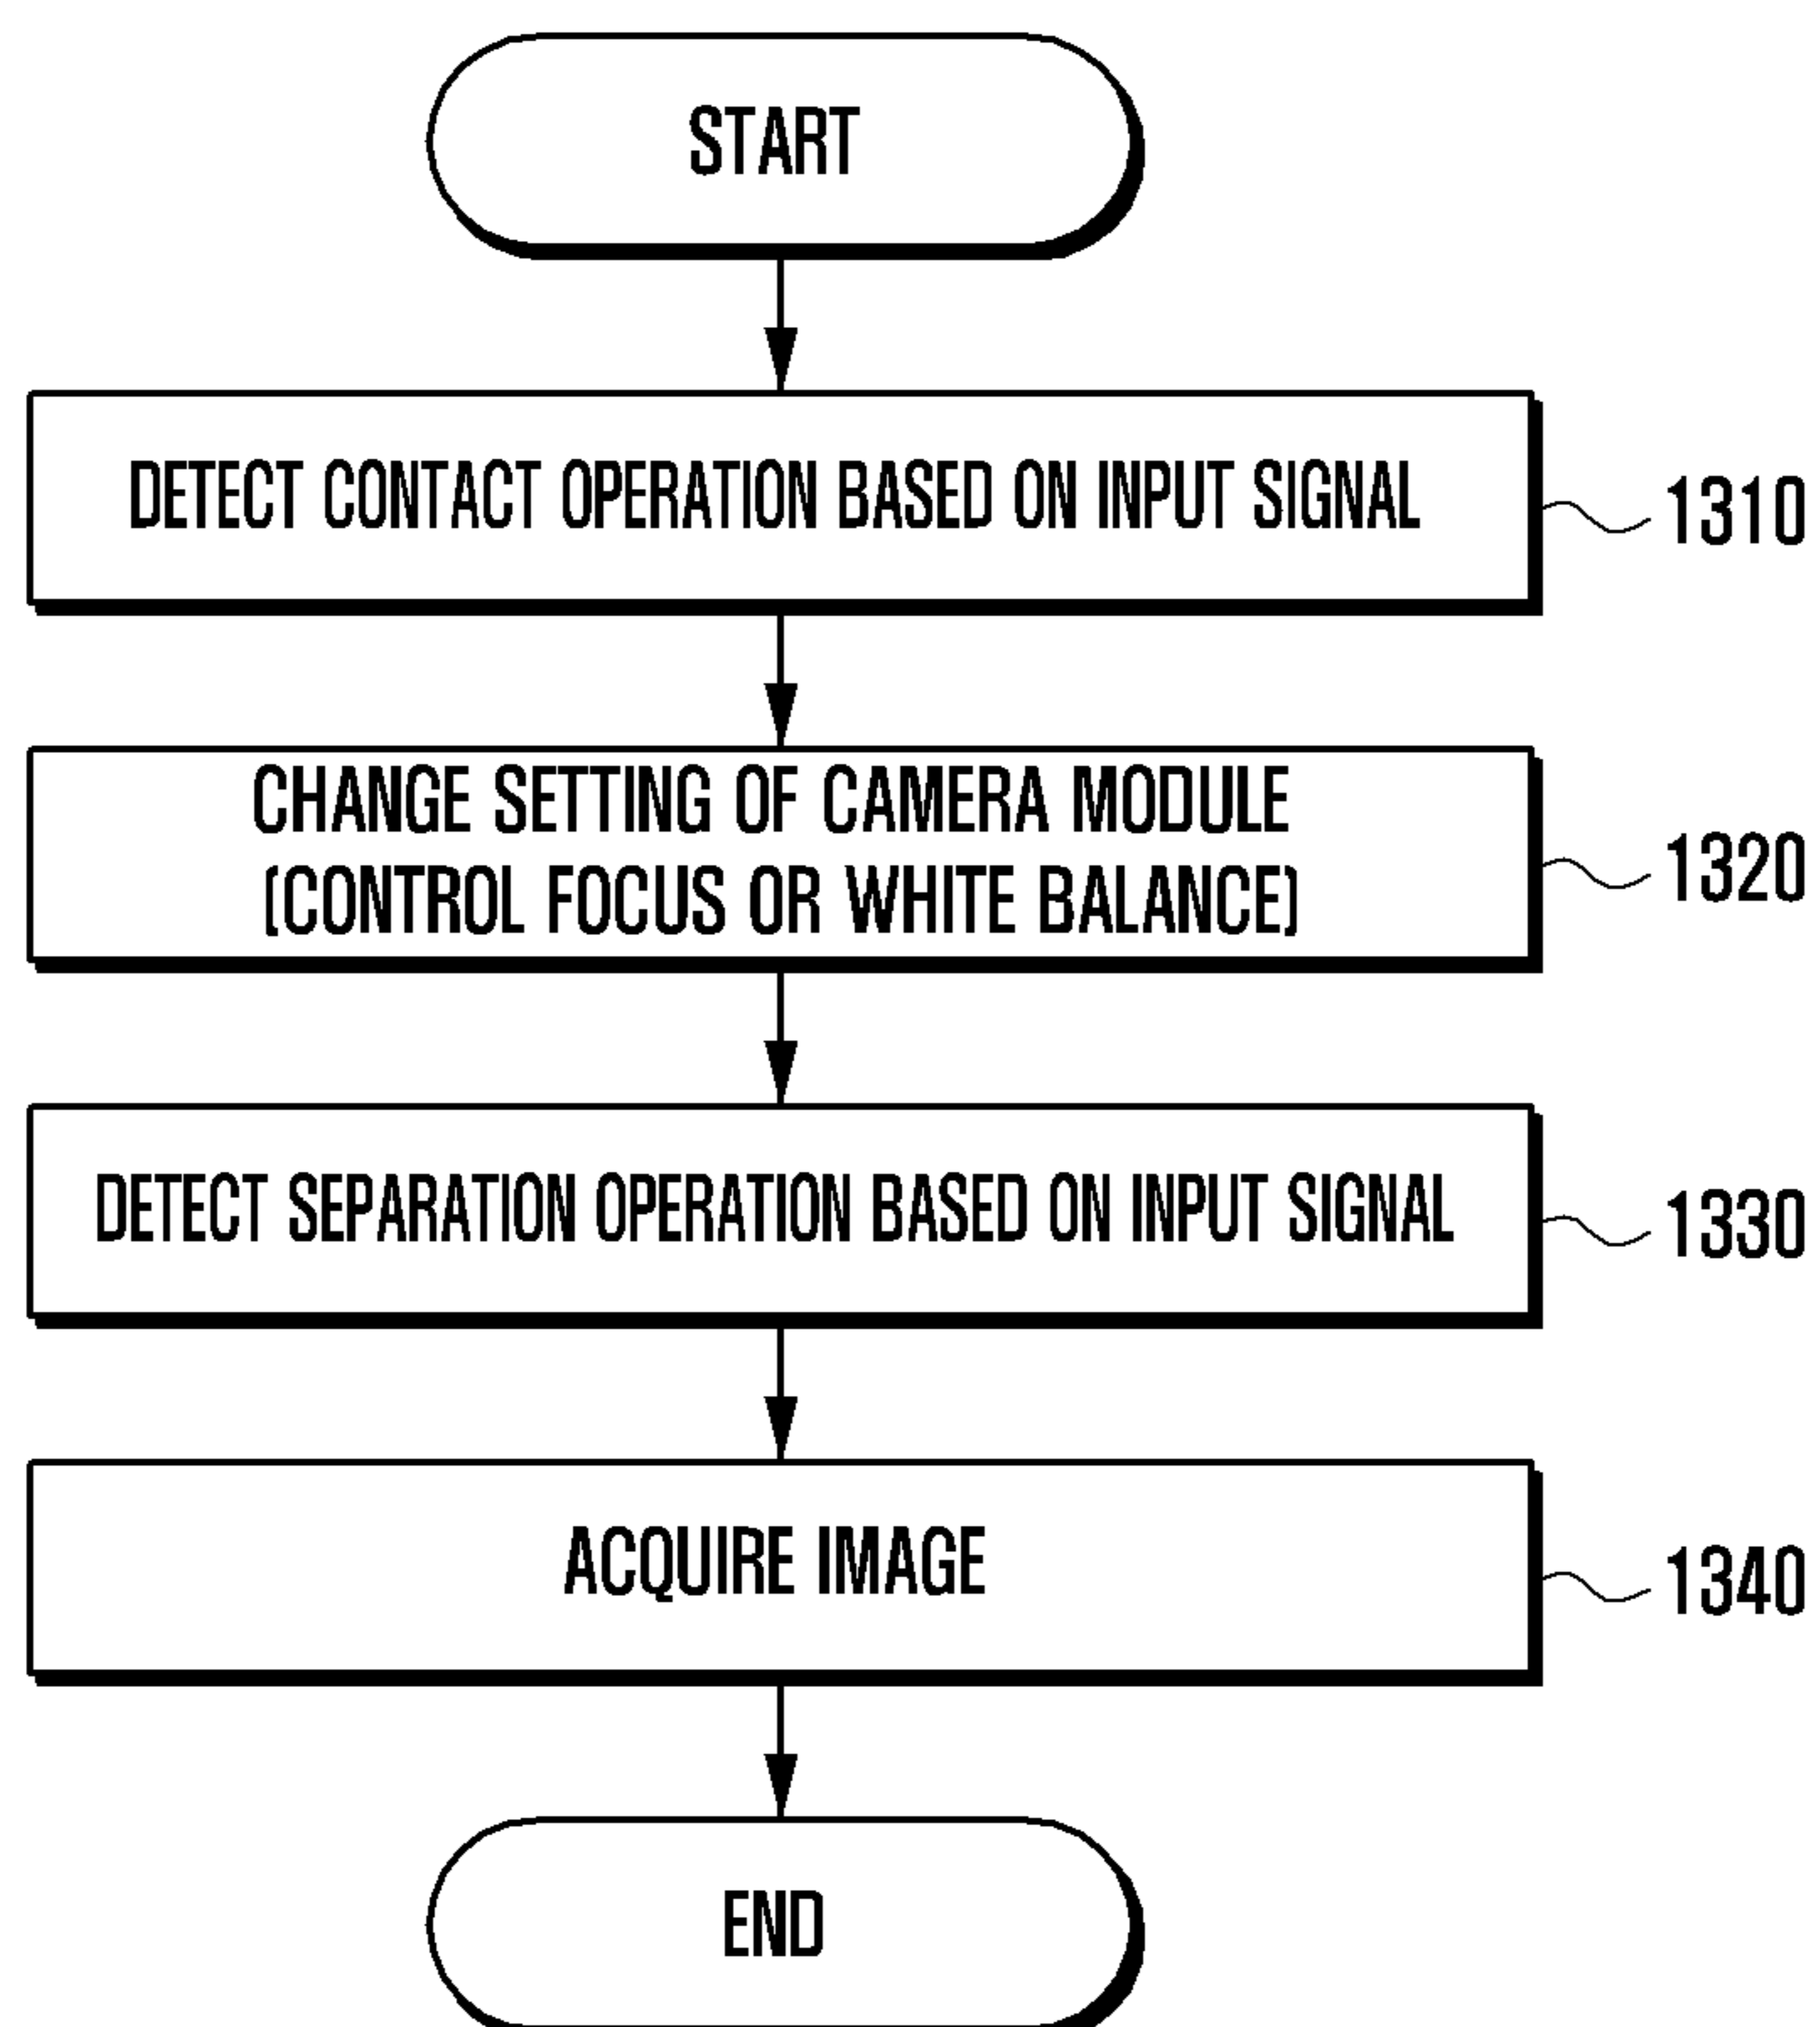 START
DETECT CONTACT OPERATION BASED ON INPUT SIGNAL
1310
CHANGE SETTING OF CAMERA MODULE
(CONTROL FOCUS OR WHITE BALANCE)
1320
DETECT SEPARATION OPERATION BASED ON INPUT SIGNAL
1330
ACQUIRE IMAGE
1340
END